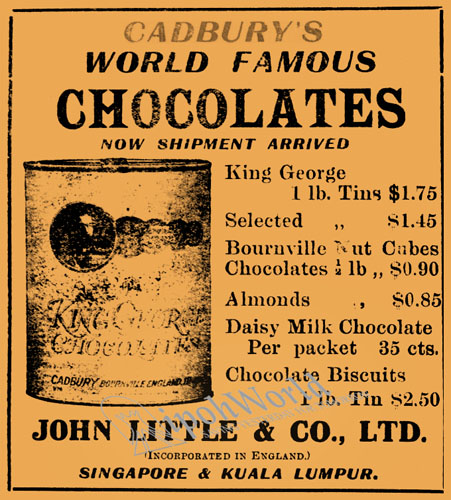 CADBURY'S
WORLD FAMOUS
CHOCOLATES
NOW SHIPMENT ARRIVED
King George
1 lb. Tins $1.75
Selected ,, $1.45
Bournville Nut Cubes
Chocolates ½ lb ,, $0.90
Almonds , $0.85
Daisy Milk Chocolate
Per packet 35 cts.
Chocolate Biscuits
1 lb. Tin $2.50
KING GEORGE
CHOCOLATES
CADBURY BOURNVILLE ENGLAND
ipohWorld
JOHN LITTLE & CO., LTD.
(INCORPORATED IN ENGLAND.)
SINGAPORE & KUALA LUMPUR.